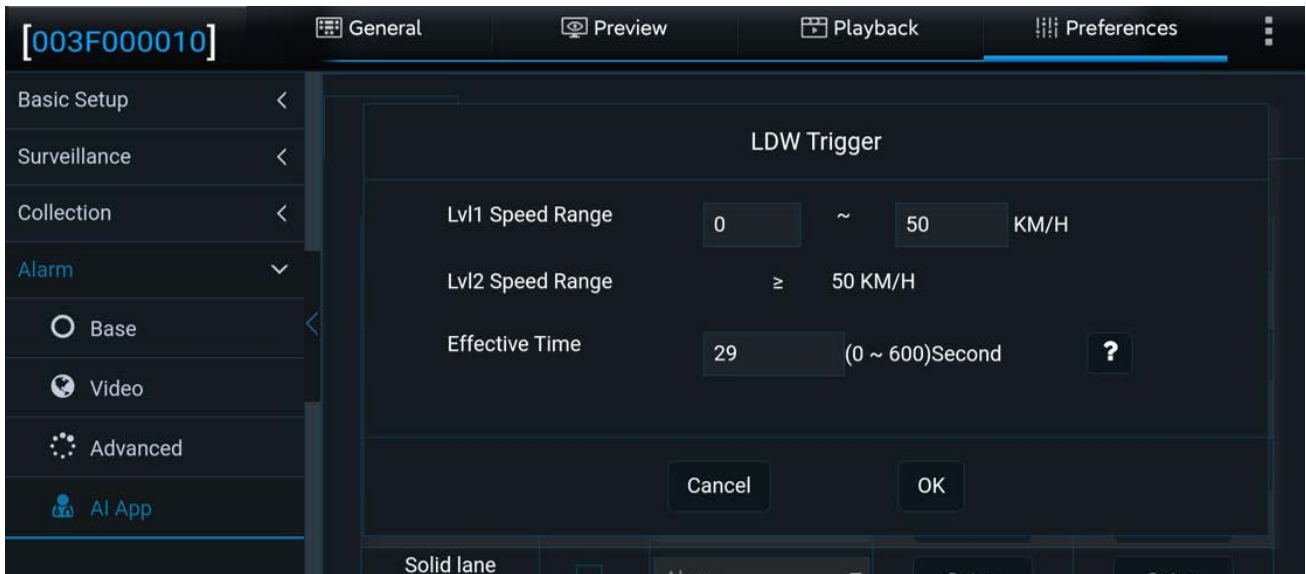 [003F000010]
General
Preview
Playback
Preferences
Basic Setup
Surveillance
Collection
Alarm
Base
Video
Advanced
AI App
LDW Trigger
Lvl1 Speed Range 0 ~ 50 KM/H
Lvl2 Speed Range ≥ 50 KM/H
Effective Time 29 (0 ~ 600)Second ?
Cancel OK
Solid lane